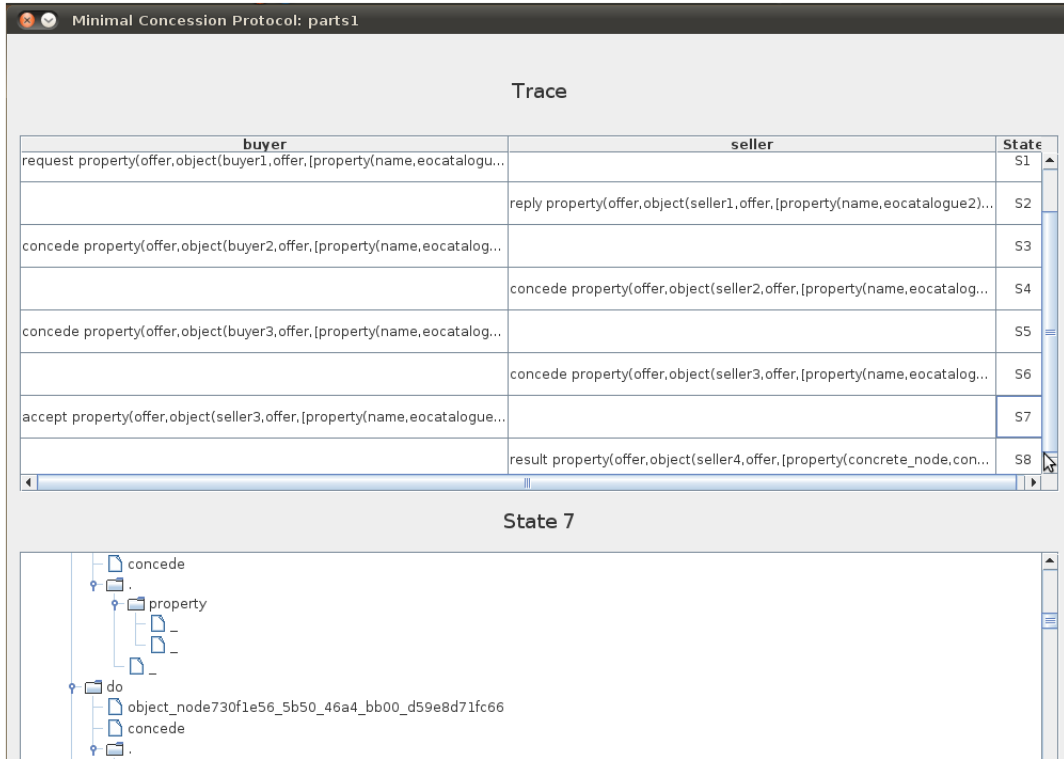 Minimal Concession Protocol: parts1
Trace
buyer seller State
request property(offer,object(buyer1,offer,[property(name,eocatalogu... S1
reply property(offer,object(seller1,offer,[property(name,eocatalogue2)... S2
concede property(offer,object(buyer2,offer,[property(name,eocatalog... S3
concede property(offer,object(seller2,offer,[property(name,eocatalog... S4
concede property(offer,object(buyer3,offer,[property(name,eocatalog... S5
concede property(offer,object(seller3,offer,[property(name,eocatalog... S6
accept property(offer,object(seller3,offer,[property(name,eocatalogue... S7
result property(offer,object(seller4,offer,[property(concrete_node,con... S8
State 7
concede
.
property
_
_
_
do
object_node730f1e56_5b50_46a4_bb00_d59e8d71fc66
concede
.